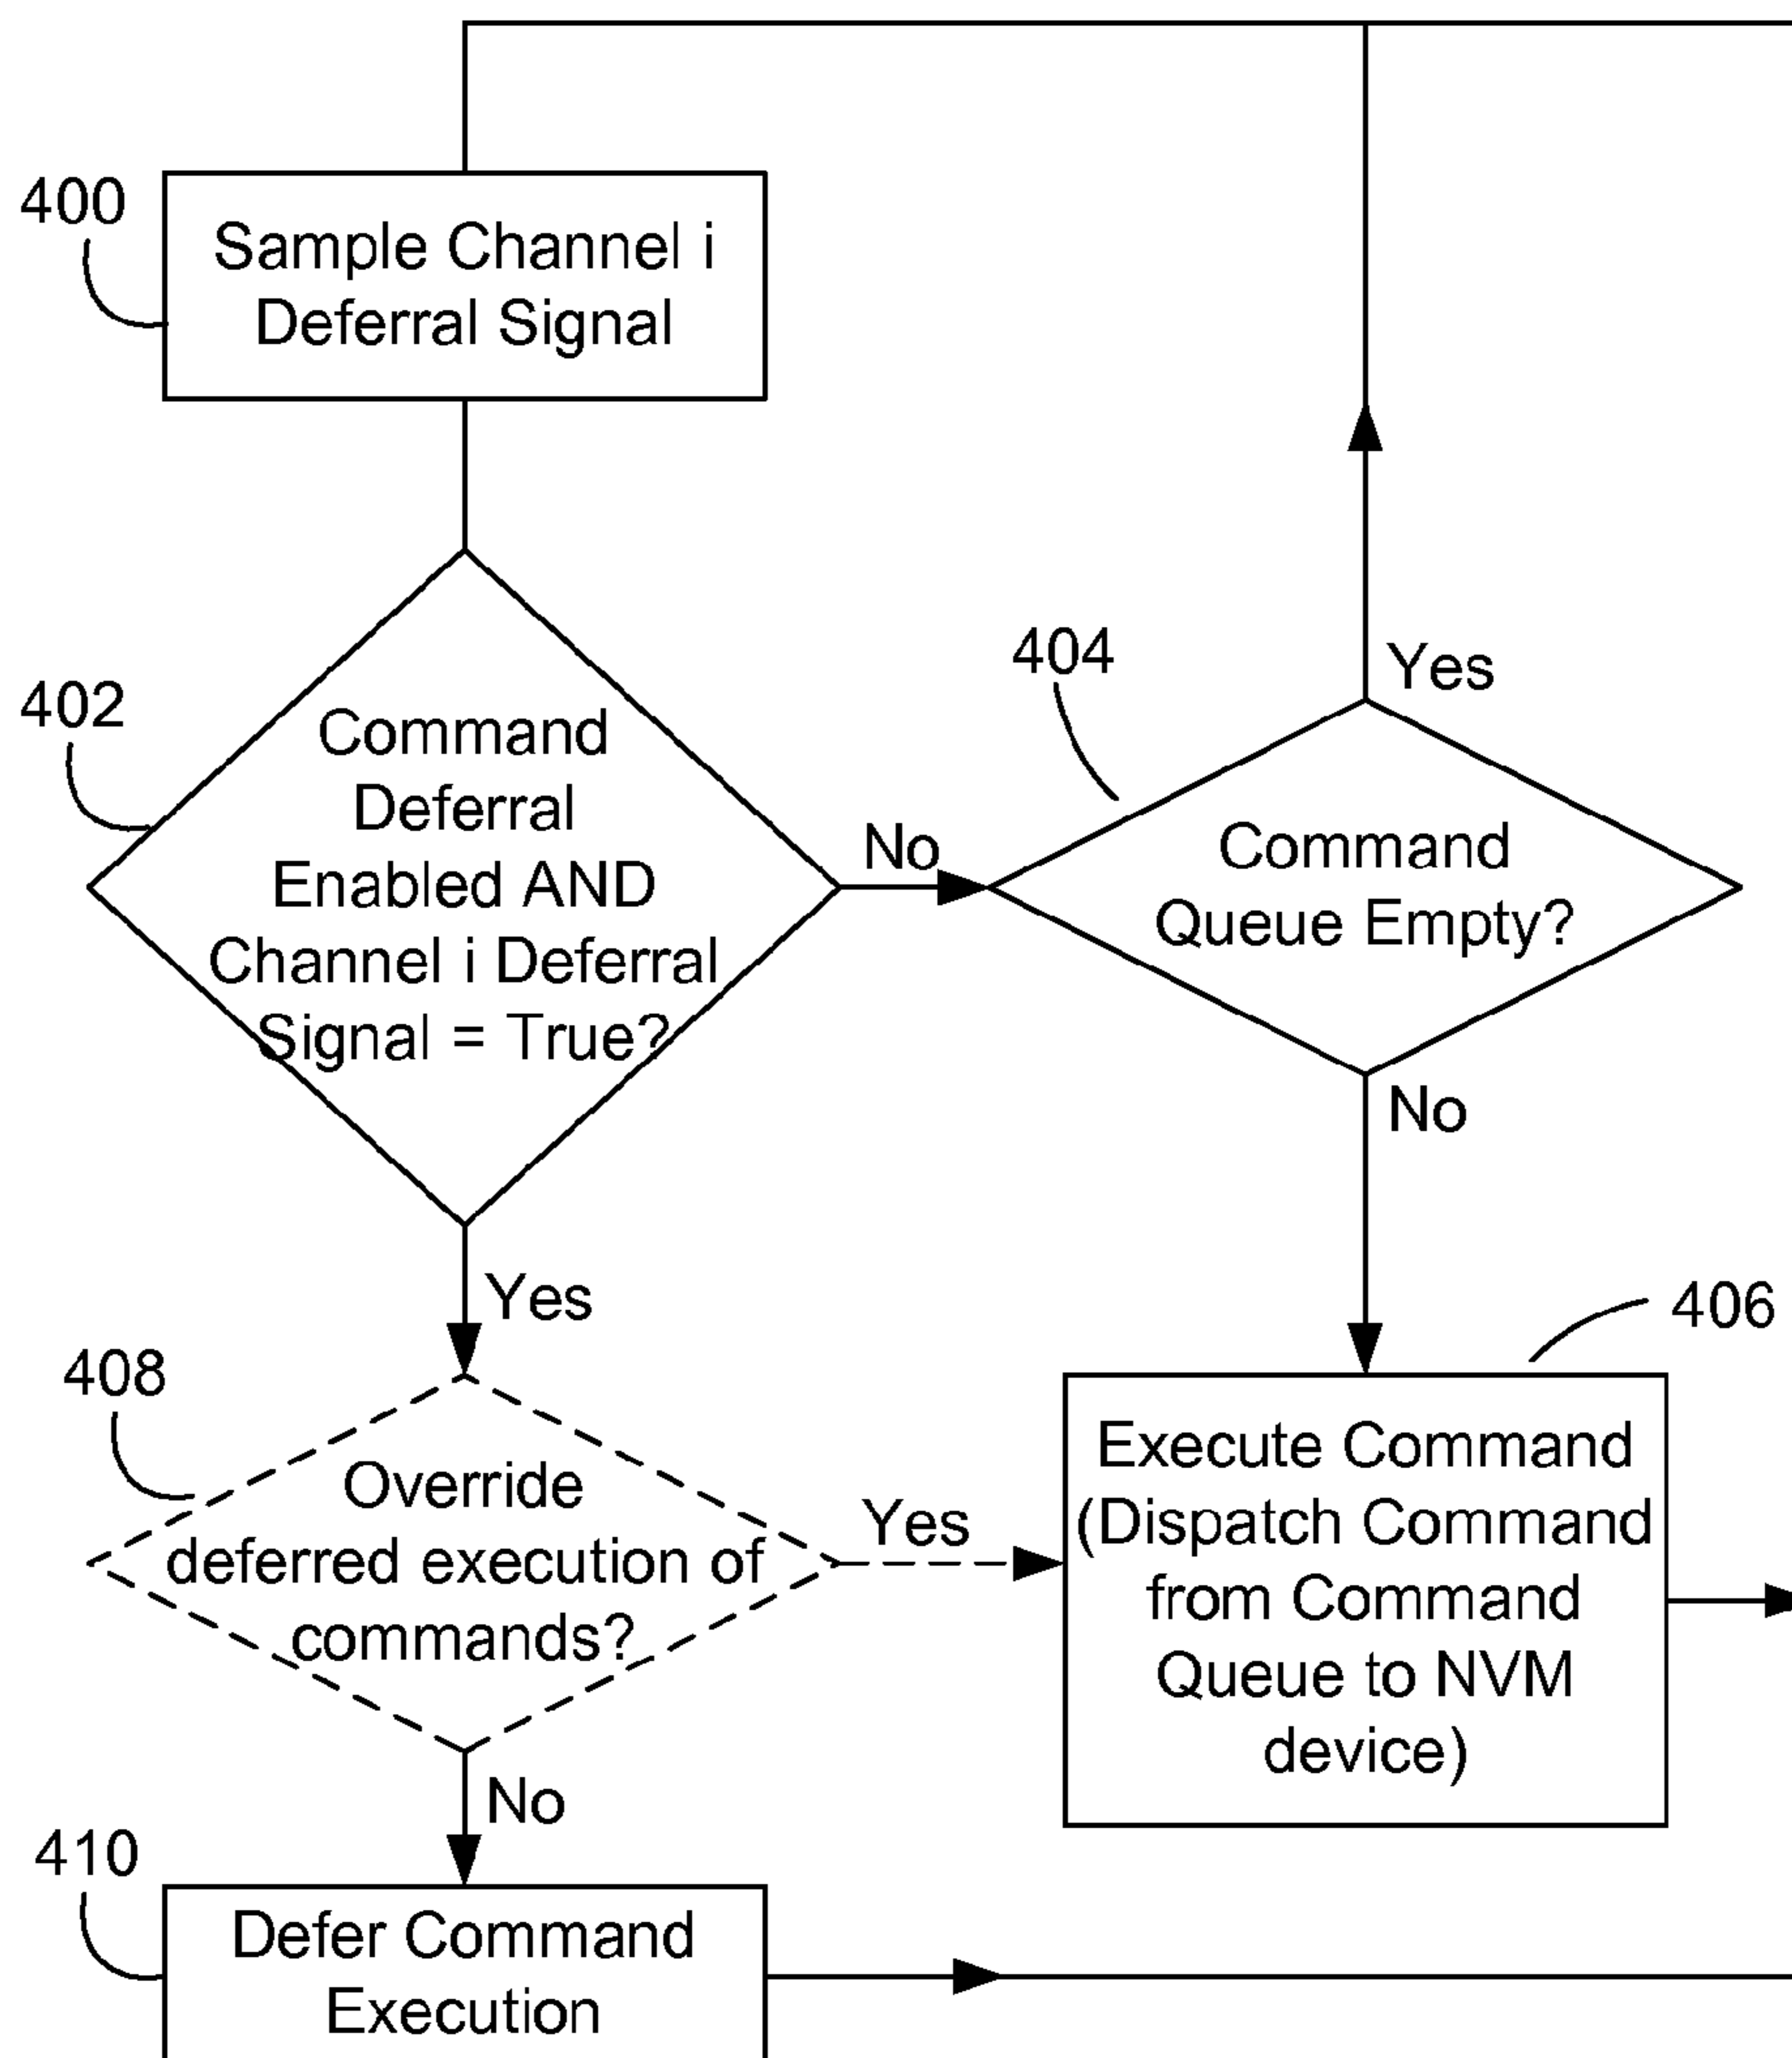 400
Sample Channel i
Deferral Signal
402
Command
Deferral
Enabled AND
Channel i Deferral
Signal = True?
No
404
Command
Queue Empty?
Yes
No
Yes
408
Override
deferred execution of
commands?
Yes
406
Execute Command
(Dispatch Command
from Command
Queue to NVM
device)
No
410
Defer Command
Execution